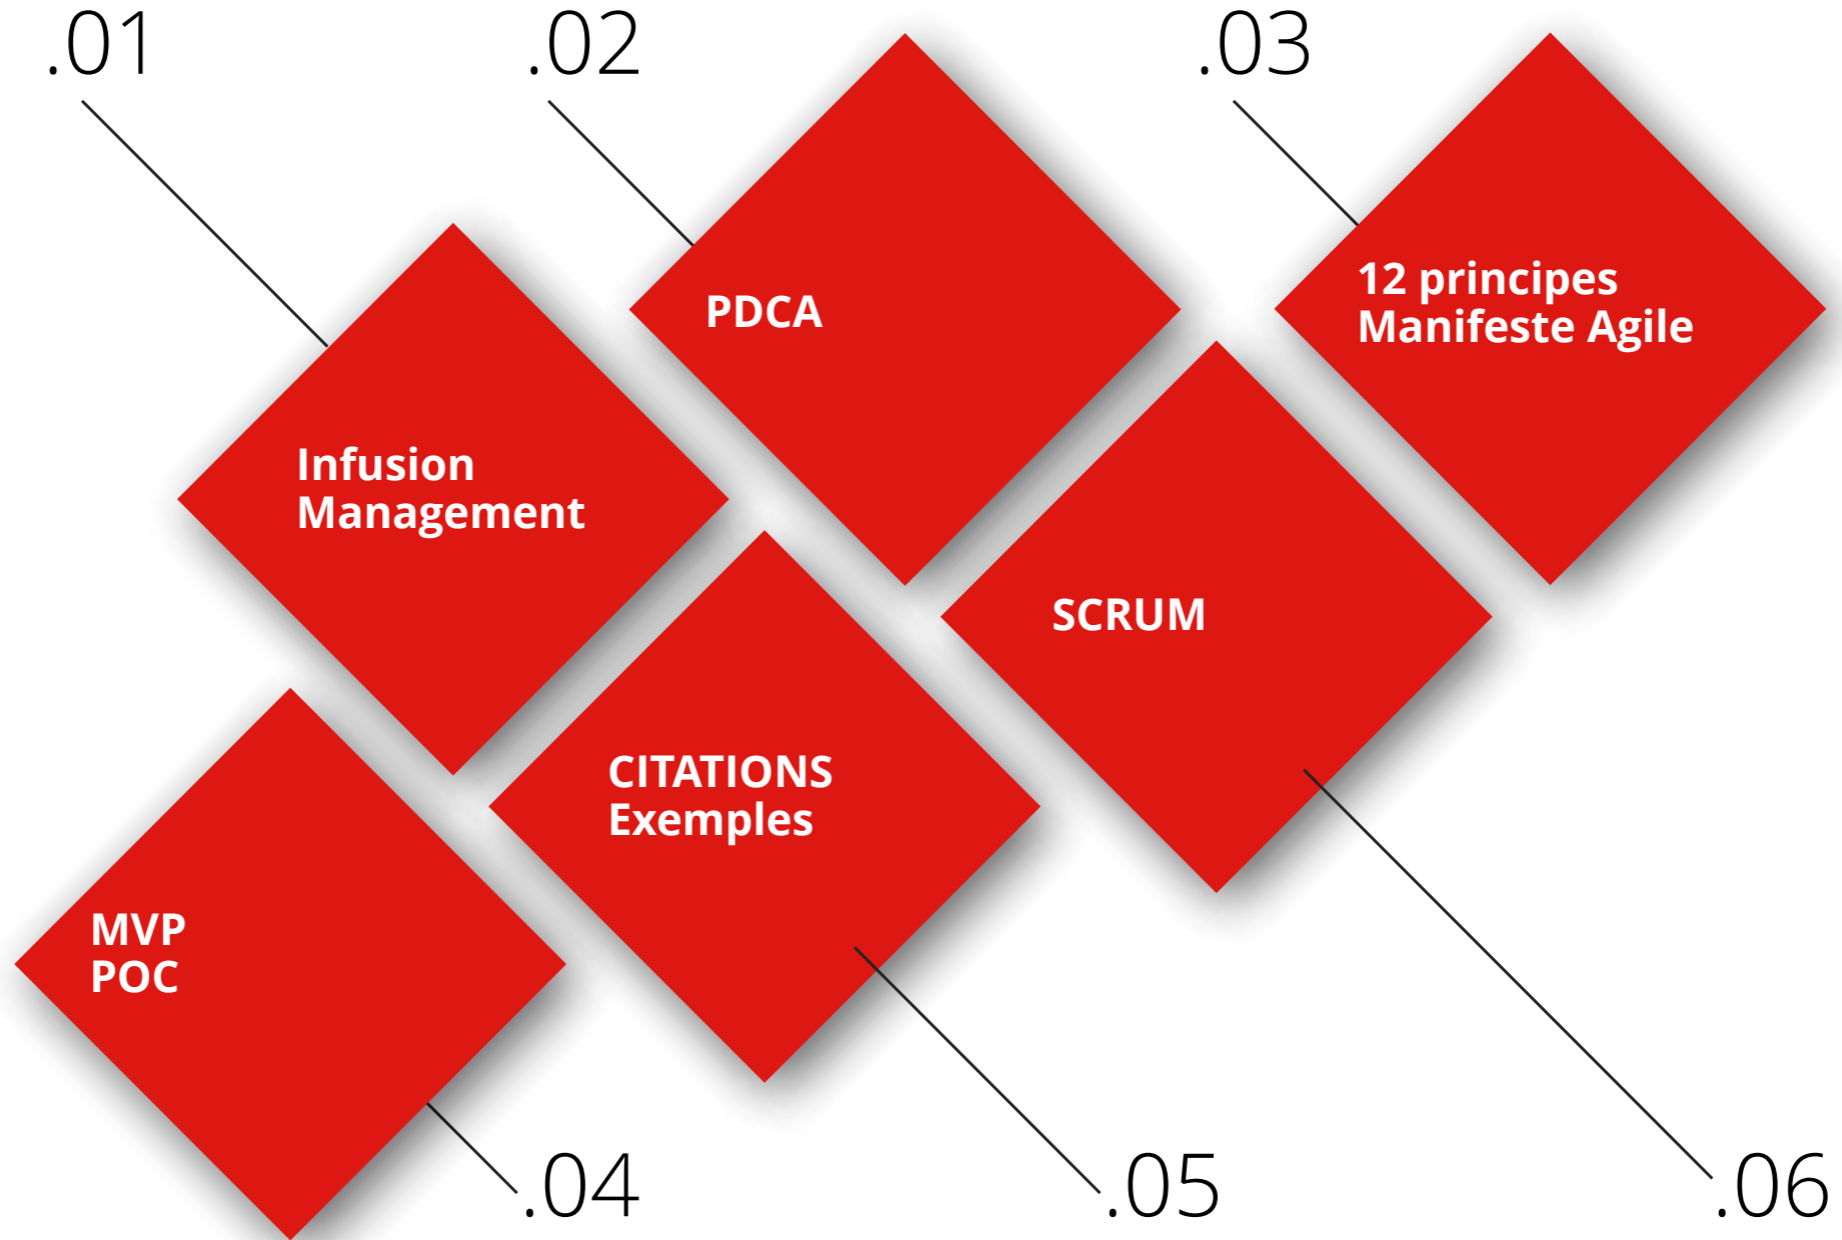 .01
.02
.03
12 principes
Manifeste Agile
PDCA
Infusion
Management
SCRUM
CITATIONS
Exemples
MVP
POC
.04
.05
.06